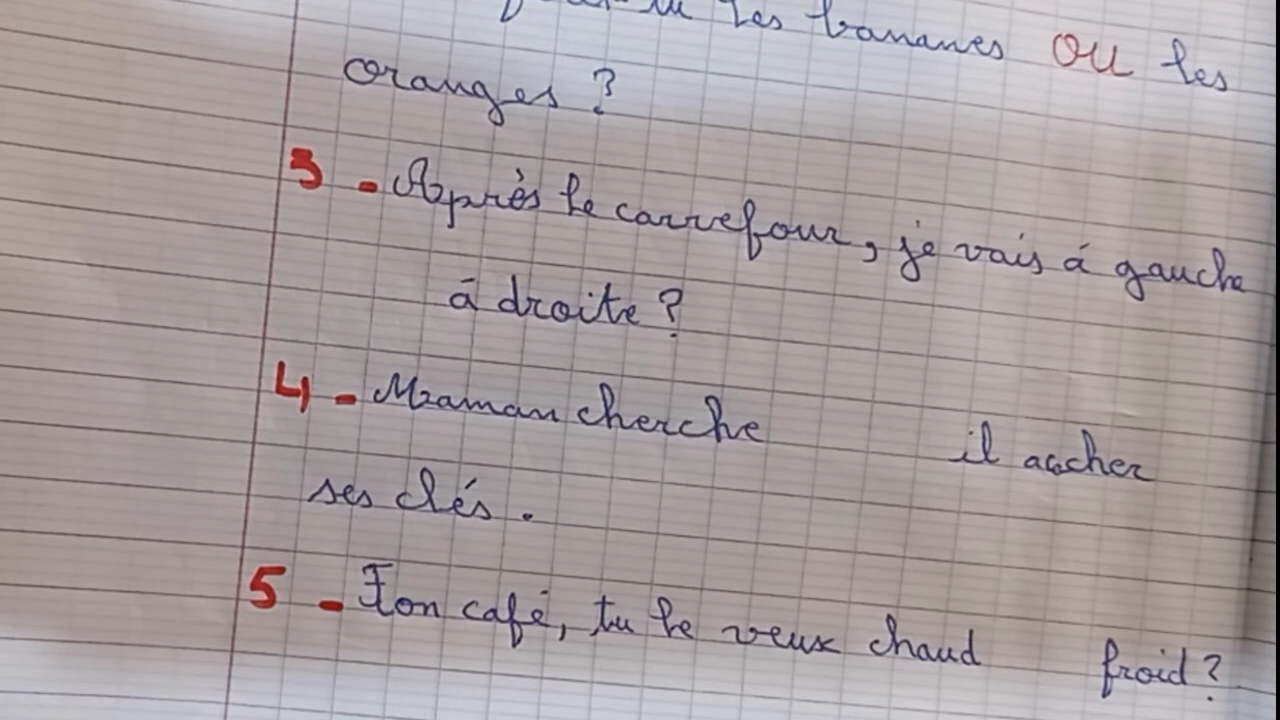 les bananes OU les
oranges ?
3 - Après le carrefour, je vais á gauche
á droite ?
4 - Maman cherche il a cacher
ses clés .
5 - Ton café, tu le veux chaud froid ?